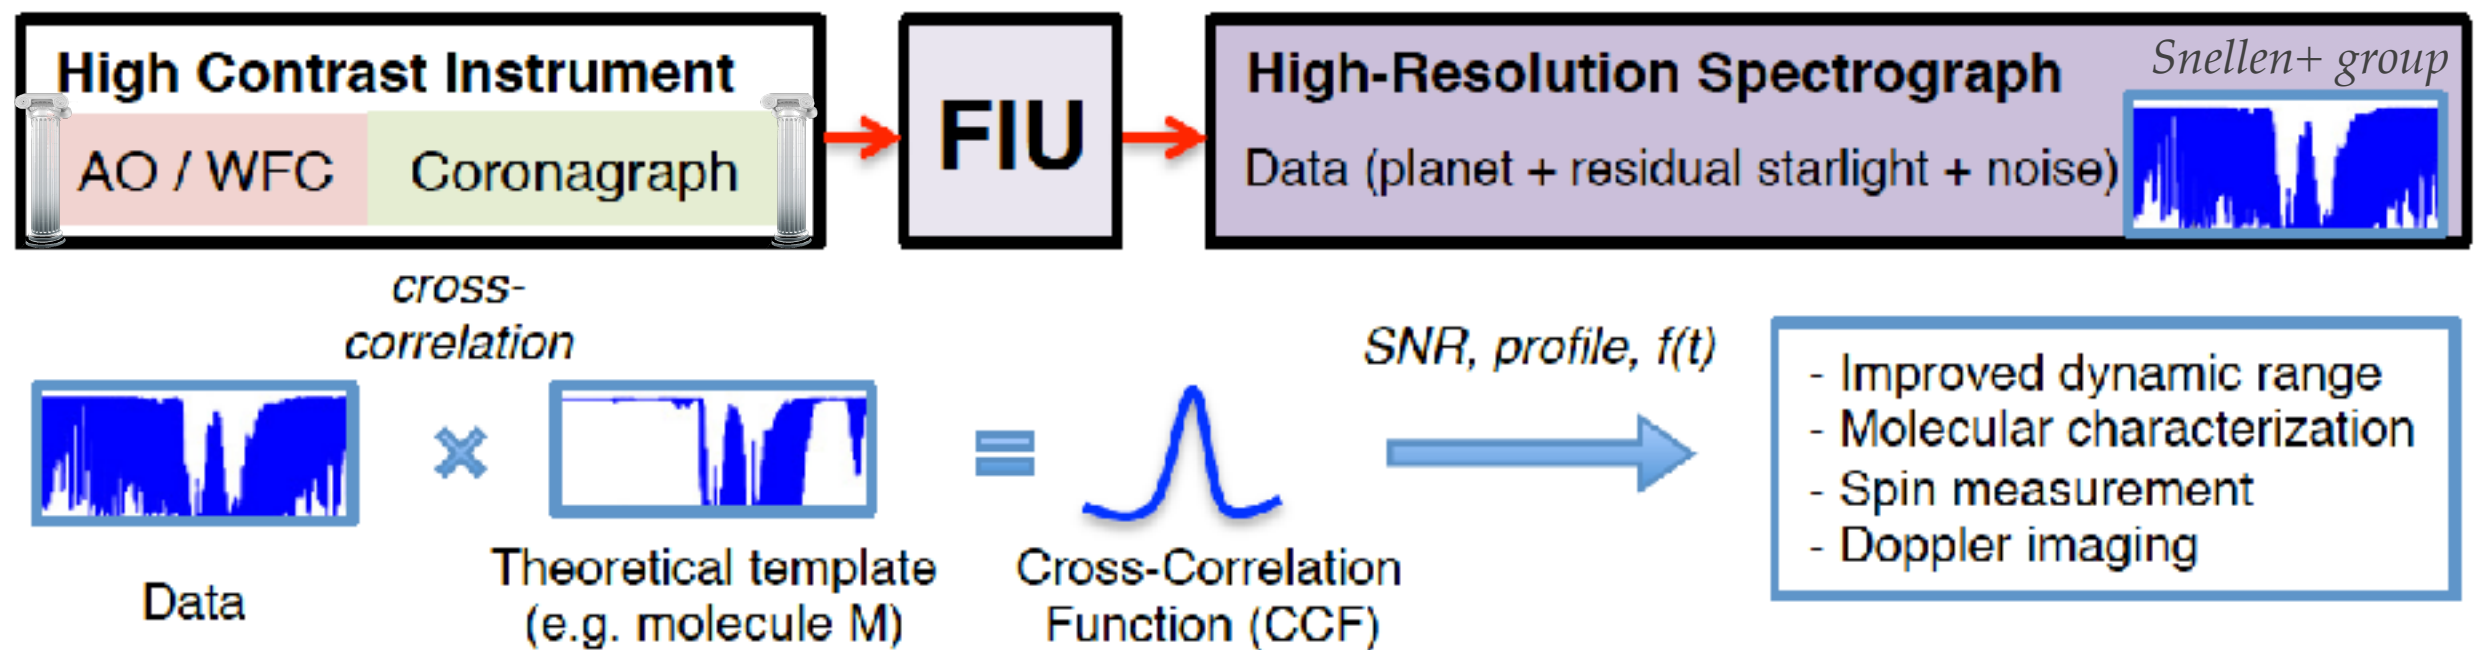 High Contrast Instrument
AO / WFC
Coronagraph
FIU
High-Resolution Spectrograph
Snellen+ group
Data (planet + residual starlight + noise)
cross-
correlation
Data
Theoretical template
(e.g. molecule M)
Cross-Correlation
Function (CCF)
SNR, profile, f(t)
- Improved dynamic range
- Molecular characterization
- Spin measurement
- Doppler imaging